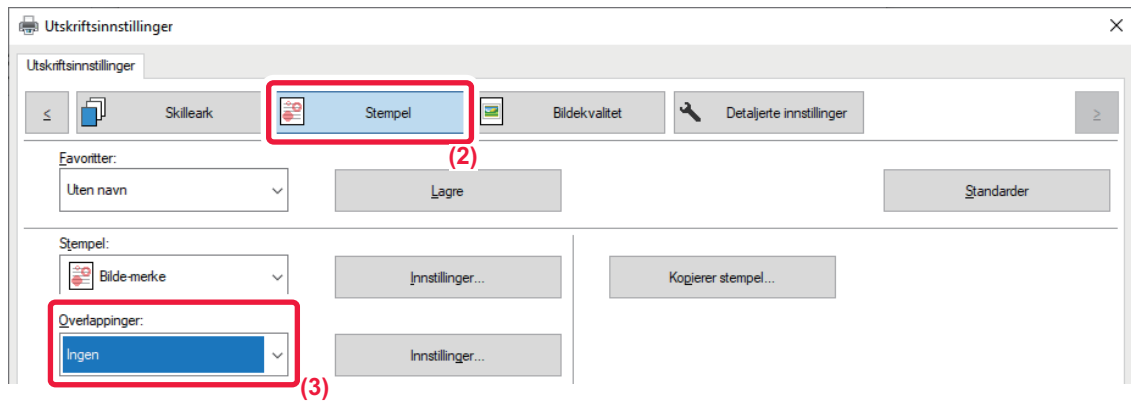 Utskriftsinnstillinger
Utskriftsinnstillinger
≤ Skilleark Stempel Bildekvalitet Detaljerte innstillinger ≥
(2)
Favoritter:
Uten navn Lagre Standarder
Stempel:
Bilde-merke Innstillinger... Kopierer stempel...
Overlappinger:
Ingen Innstillinger...
(3)